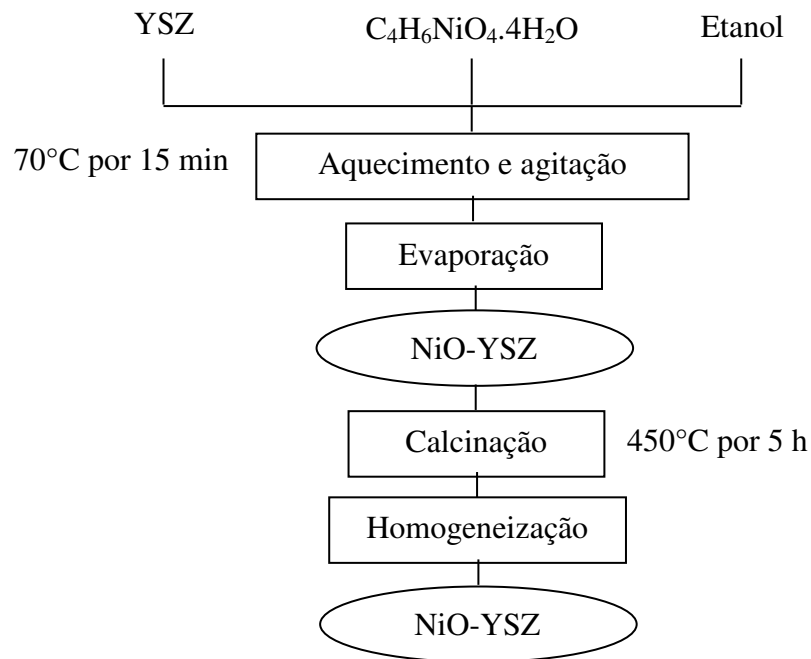 YSZ
C₄H₆NiO₄.4H₂O
Etanol
70°C por 15 min
Aquecimento e agitação
Evaporação
NiO-YSZ
Calcinação
450°C por 5 h
Homogeneização
NiO-YSZ